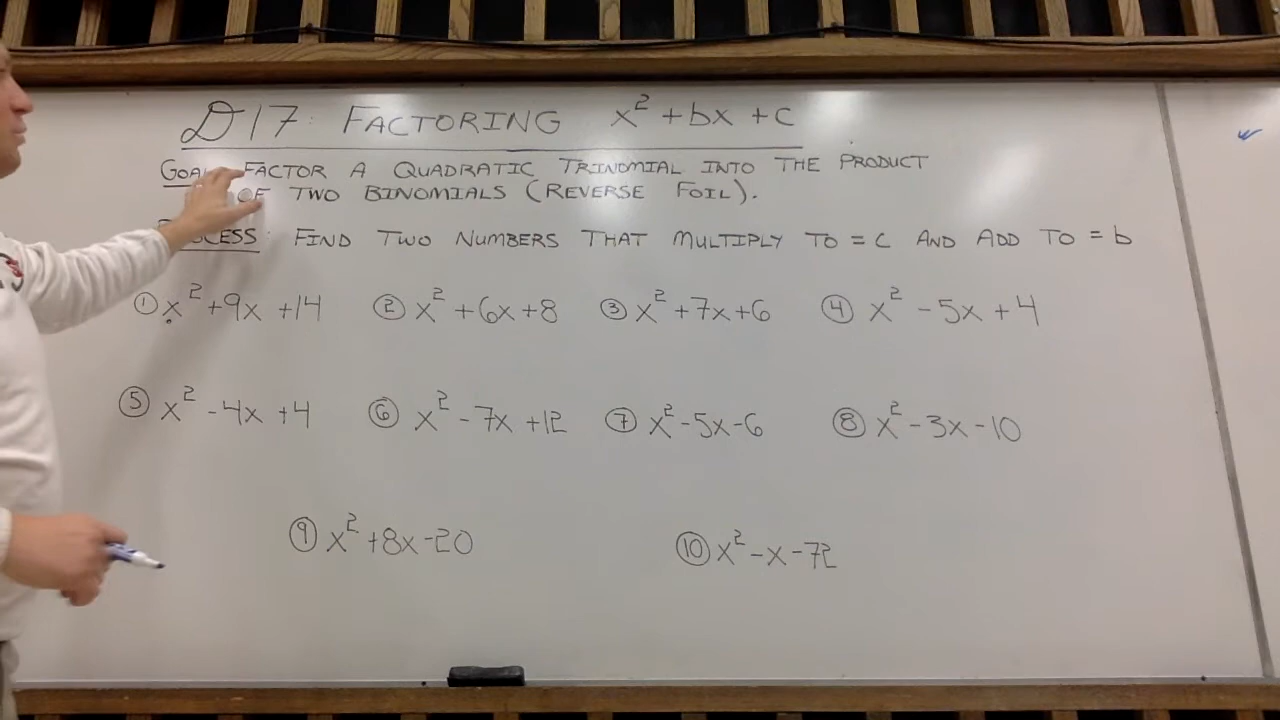 D17: FACTORING x² + bx + c
GOAL: FACTOR A QUADRATIC TRINOMIAL INTO THE PRODUCT
OF TWO BINOMIALS (REVERSE FOIL).
PROCESS: FIND TWO NUMBERS THAT MULTIPLY TO = C AND ADD TO = b
① x² + 9x + 14 ② x² + 6x + 8 ③ x² + 7x + 6 ④ x² - 5x + 4
⑤ x² - 4x + 4 ⑥ x² - 7x + 12 ⑦ x² - 5x - 6 ⑧ x² - 3x - 10
⑨ x² + 8x - 20 ⑩ x² - x - 72